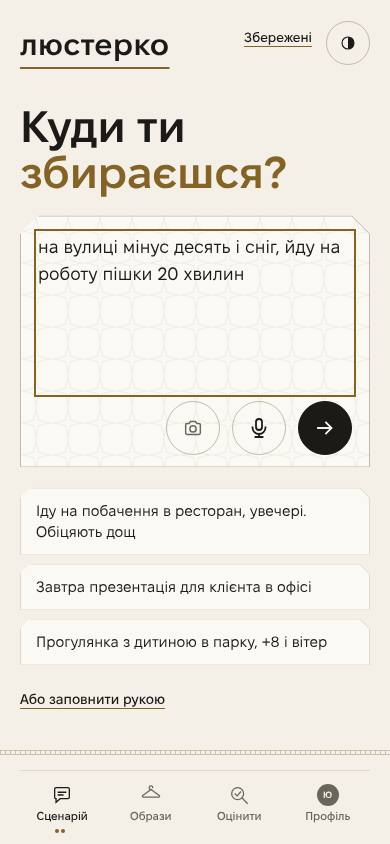 люстерко
Збережені
Куди ти
збираєшся?
на вулиці мінус десять і сніг, йду на
роботу пішки 20 хвилин
Іду на побачення в ресторан, увечері.
Обіцяють дощ
Завтра презентація для клієнта в офісі
Прогулянка з дитиною в парку, +8 і вітер
Або заповнити рукою
Ю
Сценарій
Образи
Оцінити
Профіль